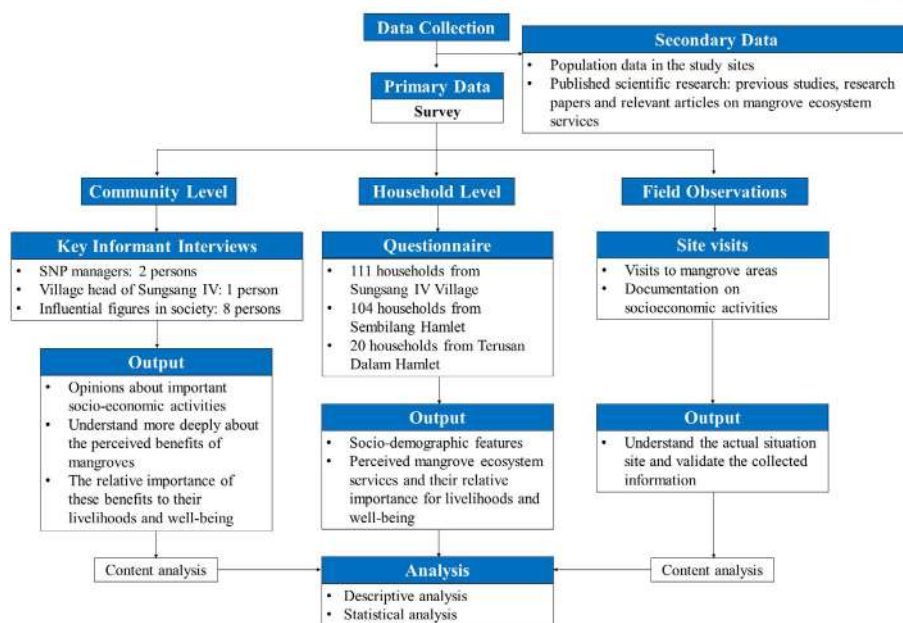 Data Collection
Secondary Data
• Population data in the study sites
• Published scientific research: previous studies, research
papers and relevant articles on mangrove ecosystem
services
Primary Data
Survey
Community Level
Key Informant Interviews
• SNP managers: 2 persons
• Village head of Sungsang IV: 1 person
• Influential figures in society: 8 persons
Output
• Opinions about important
socio-economic activities
• Understand more deeply about
the perceived benefits of
mangroves
• The relative importance of
these benefits to their
livelihoods and well-being
Content analysis
Household Level
Questionnaire
• 111 households from
Sungsang IV Village
• 104 households from
Sembilang Hamlet
• 20 households from Terusan
Dalam Hamlet
Output
• Socio-demographic features
• Perceived mangrove ecosystem
services and their relative
importance for livelihoods and
well-being
Field Observations
Site visits
• Visits to mangrove areas
• Documentation on
socioeconomic activities
Output
• Understand the actual situation
site and validate the collected
information
Content analysis
Analysis
• Descriptive analysis
• Statistical analysis